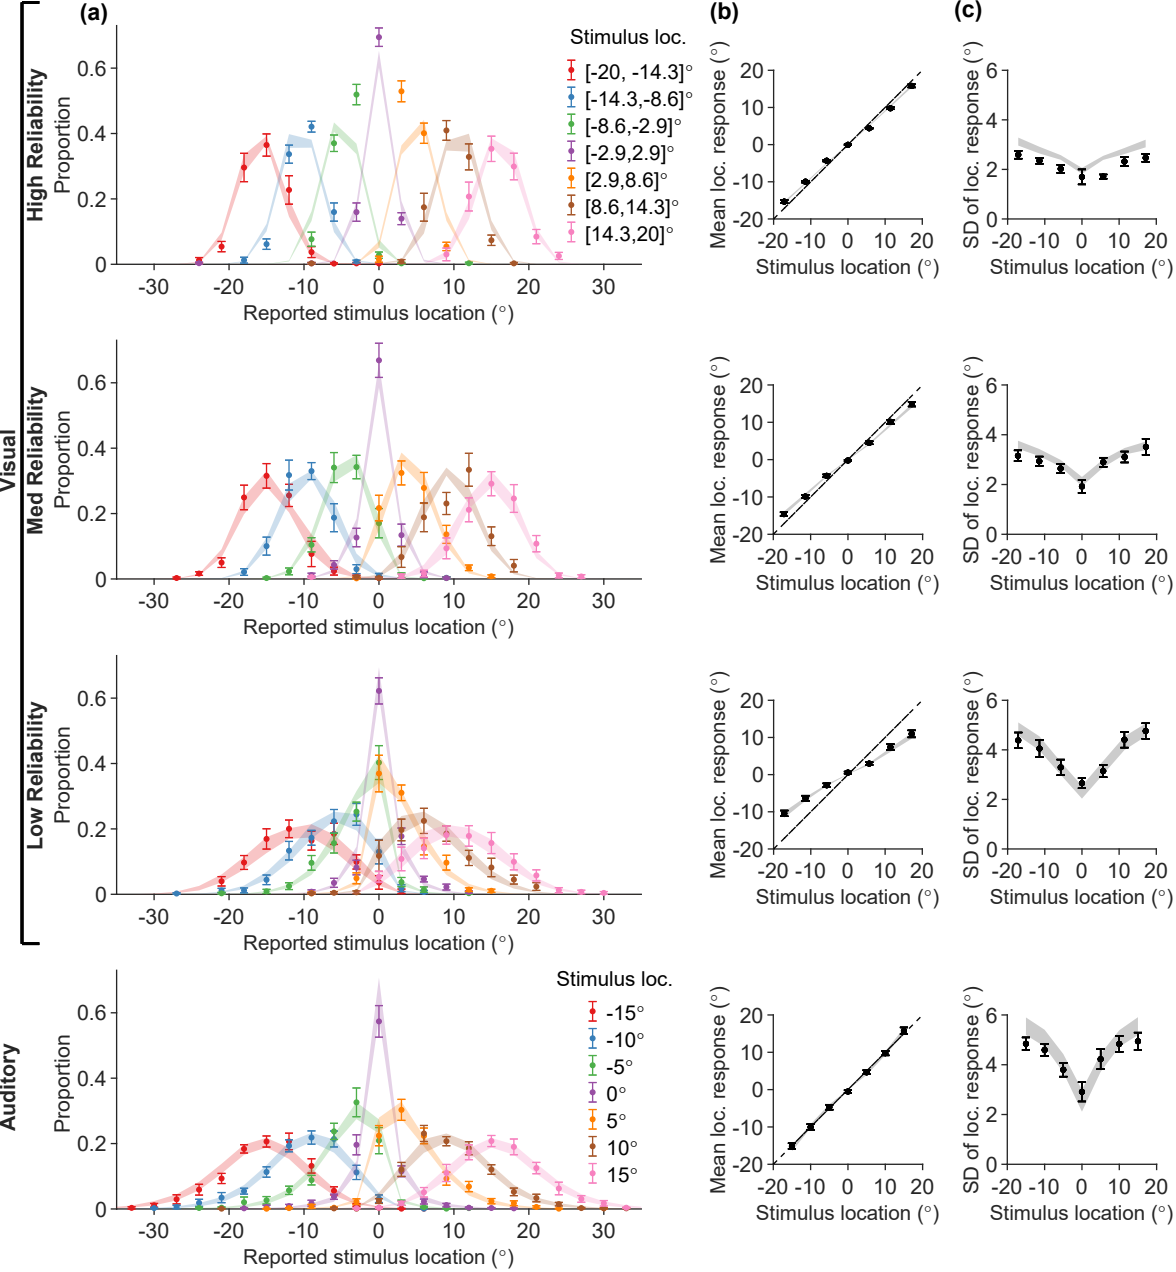 (a)
(b)
(c)
Visual
High Reliability
Proportion
0.6
0.4
0.2
0
-30 -20 -10 0 10 20 30
Reported stimulus location (°)
Stimulus loc.
[-20, -14.3]°
[-14.3,-8.6]°
[-8.6,-2.9]°
[-2.9,2.9]°
[2.9,8.6]°
[8.6,14.3]°
[14.3,20]°
Mean loc. response (°)
20
10
0
-10
-20
-20 -10 0 10 20
Stimulus location (°)
SD of loc. response (°)
6
4
2
0
-20 -10 0 10 20
Stimulus location (°)
Med Reliability
Proportion
0.6
0.4
0.2
0
-30 -20 -10 0 10 20 30
Reported stimulus location (°)
Mean loc. response (°)
20
10
0
-10
-20
-20 -10 0 10 20
Stimulus location (°)
SD of loc. response (°)
6
4
2
0
-20 -10 0 10 20
Stimulus location (°)
Low Reliability
Proportion
0.6
0.4
0.2
0
-30 -20 -10 0 10 20 30
Reported stimulus location (°)
Mean loc. response (°)
20
10
0
-10
-20
-20 -10 0 10 20
Stimulus location (°)
SD of loc. response (°)
6
4
2
0
-20 -10 0 10 20
Stimulus location (°)
Auditory
Proportion
0.6
0.4
0.2
0
-30 -20 -10 0 10 20 30
Reported stimulus location (°)
Stimulus loc.
-15°
-10°
-5°
0°
5°
10°
15°
Mean loc. response (°)
20
10
0
-10
-20
-20 -10 0 10 20
Stimulus location (°)
SD of loc. response (°)
6
4
2
0
-20 -10 0 10 20
Stimulus location (°)